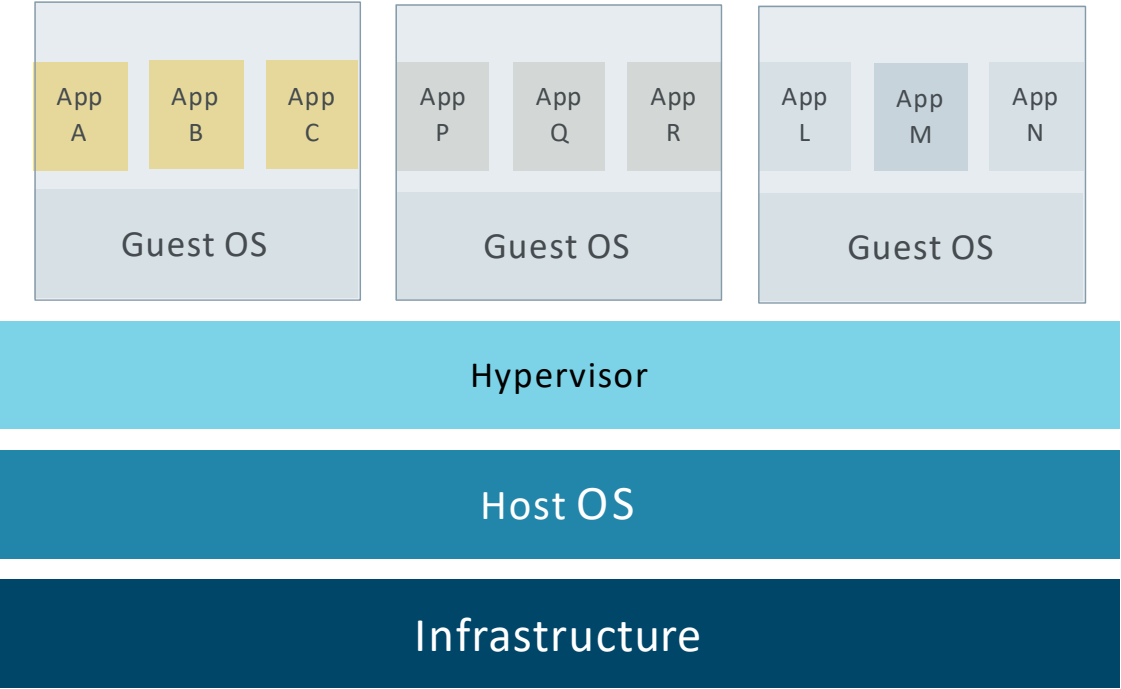 App
A
App
B
App
C
App
P
App
Q
App
R
App
L
App
M
App
N
Guest OS
Guest OS
Guest OS
Hypervisor
Host OS
Infrastructure